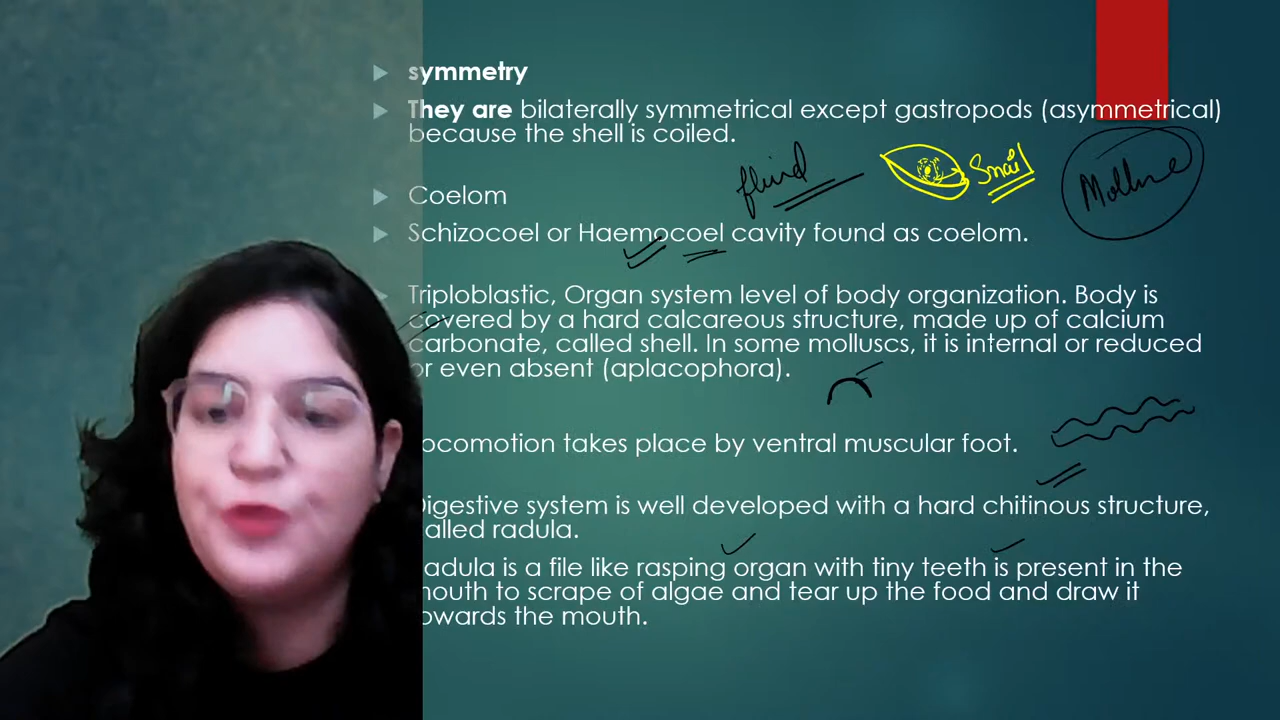 symmetry
They are bilaterally symmetrical except gastropods (asymmetrical)
because the shell is coiled.
fluid
Snail
Coelom
Schizocoel or Haemocoel cavity found as coelom.
Triploblastic, Organ system level of body organization. Body is
covered by a hard calcareous structure, made up of calcium
carbonate, called shell. In some molluscs, it is internal or reduced
or even absent (aplacophora).
ocomotion takes place by ventral muscular foot.
Digestive system is well developed with a hard chitinous structure,
alled radula.
adula is a file like rasping organ with tiny teeth is present in the
mouth to scrape of algae and tear up the food and draw it
owards the mouth.